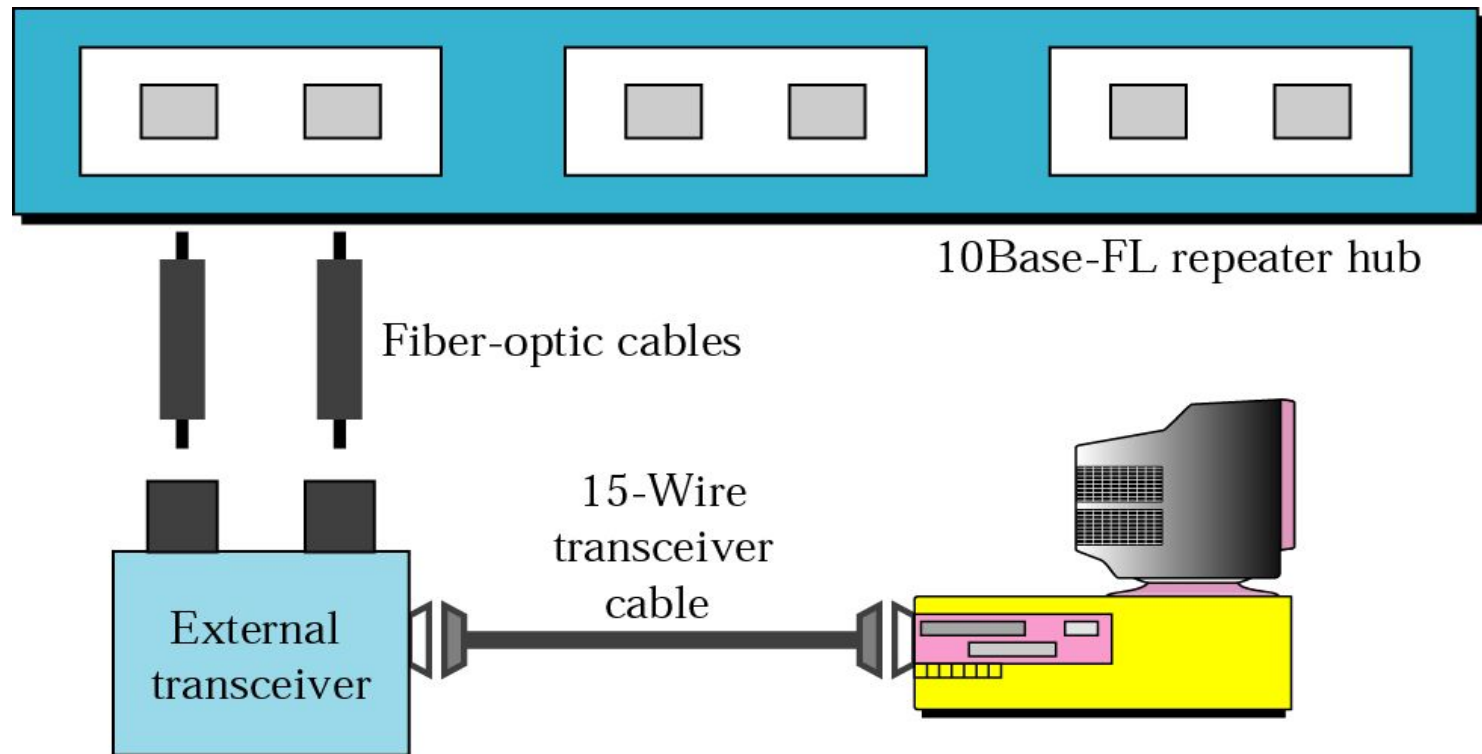 10Base-FL repeater hub
Fiber-optic cables
15-Wire
transceiver
cable
External
transceiver